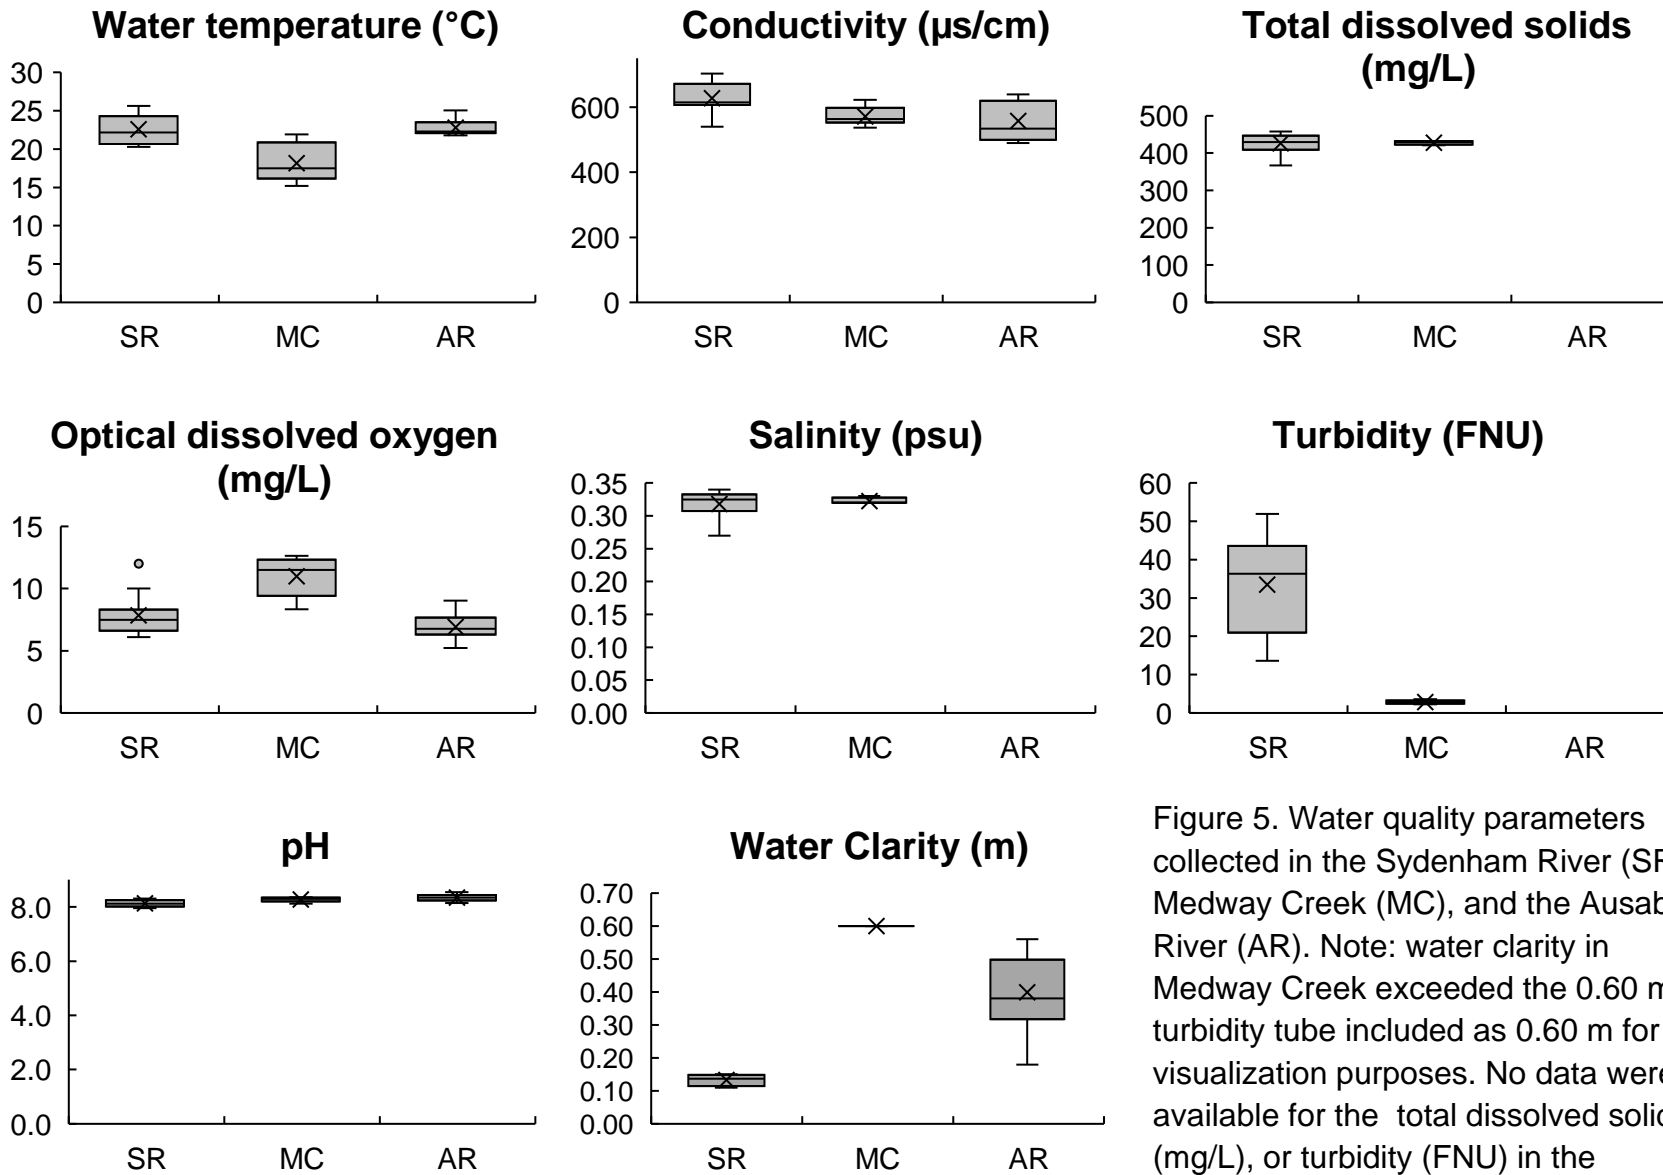 Water temperature (°C)
30
25
20
15
10
5
0
SR MC AR
Conductivity (µs/cm)
600
400
200
0
SR MC AR
Total dissolved solids
(mg/L)
500
400
300
200
100
0
SR MC AR
Optical dissolved oxygen
(mg/L)
15
10
5
0
SR MC AR
Salinity (psu)
0.35
0.30
0.25
0.20
0.15
0.10
0.05
0.00
SR MC AR
Turbidity (FNU)
60
50
40
30
20
10
0
SR MC AR
pH
8.0
6.0
4.0
2.0
0.0
SR MC AR
Water Clarity (m)
0.70
0.60
0.50
0.40
0.30
0.20
0.10
0.00
SR MC AR
Figure 5. Water quality parameters
collected in the Sydenham River (SR
Medway Creek (MC), and the Ausab
River (AR). Note: water clarity in
Medway Creek exceeded the 0.60 m
turbidity tube included as 0.60 m for
visualization purposes. No data were
available for the total dissolved solid
(mg/L), or turbidity (FNU) in the